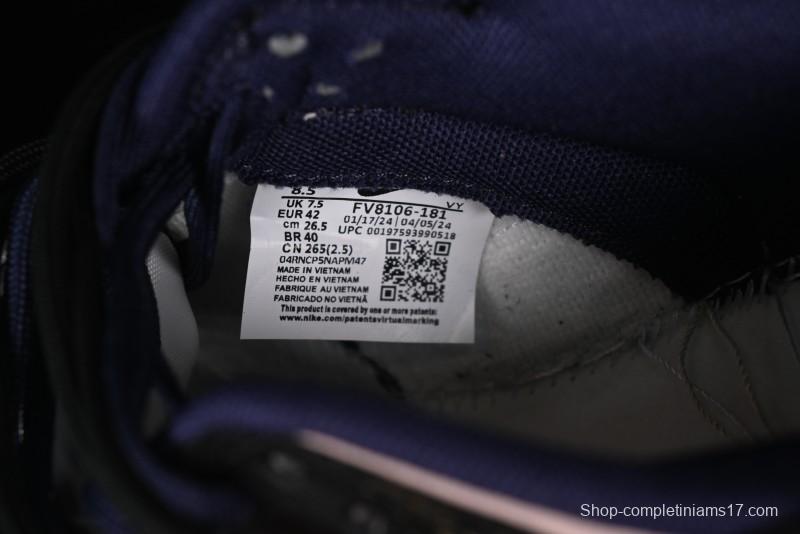 8.5
UK 7.5
EUR 42
cm 26.5
BR 40
CN 265(2.5)
VY
FV8106-181
01/17/24 | 04/05/24
UPC 00197593990518
04RNCP5NAPM47
MADE IN VIETNAM
HECHO EN VIETNAM
FABRIQUE AU VIETNAM
FABRICADO NO VIETNÃ
This product is covered by one or more patents:
www.nike.com/patentsvirtualmarking
Shop-completiniams17.com